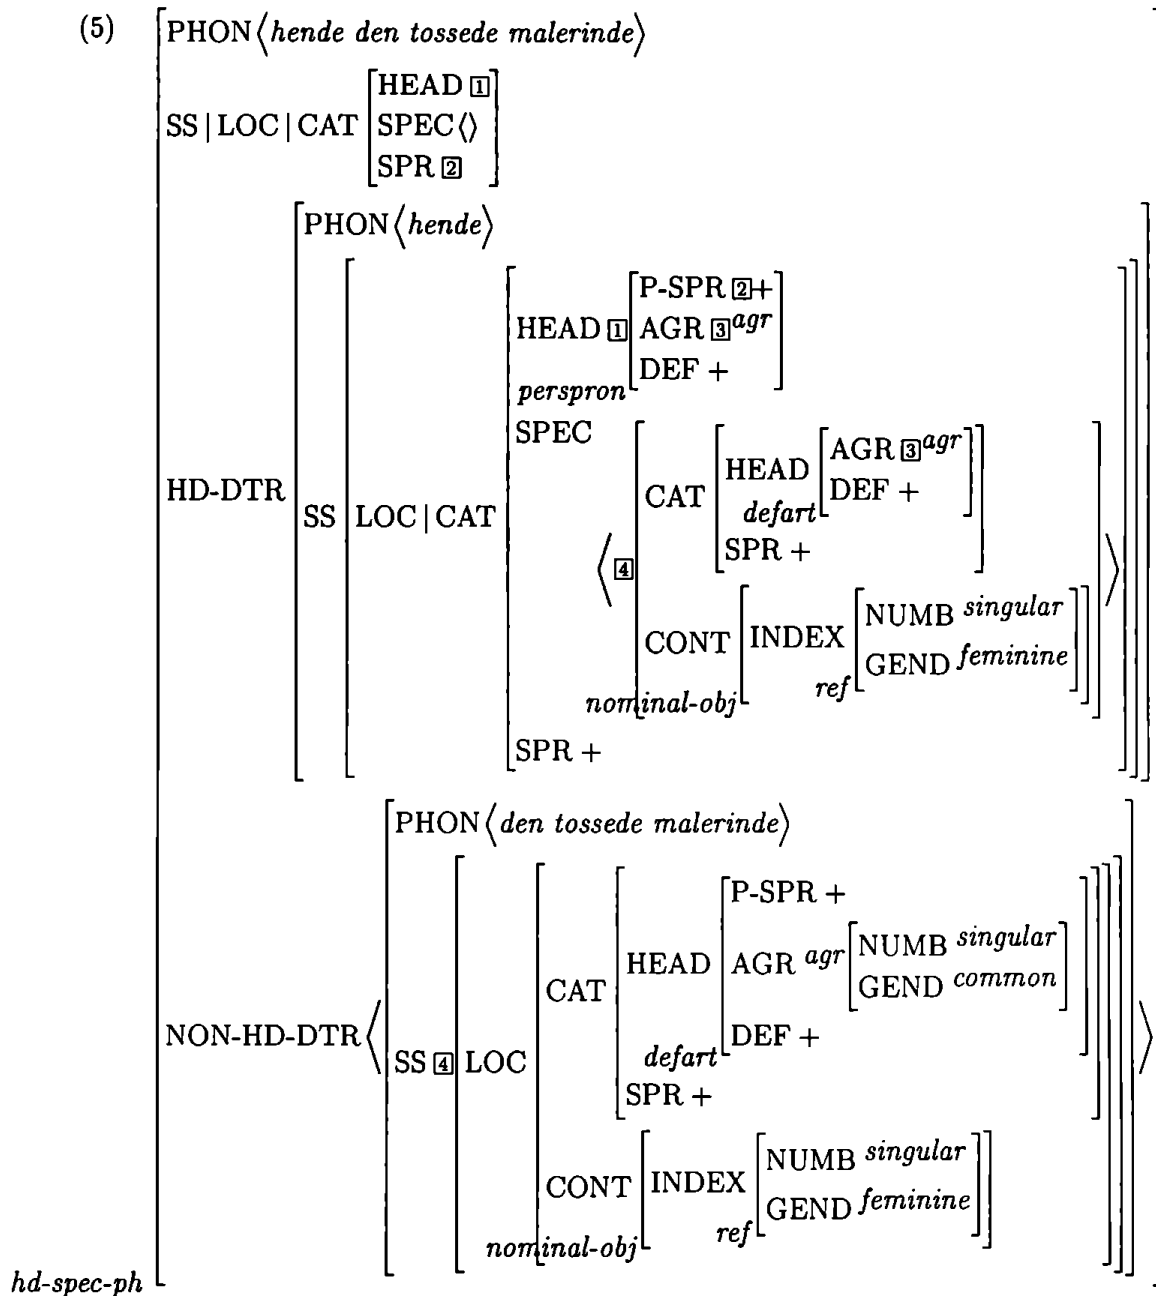 (5)
PHON⟨hende den tossede malerinde⟩
HEAD 1
SS | LOC | CAT
SPEC⟨⟩
SPR 2
PHON⟨hende⟩
P-SPR 2+
HEAD 1 AGR 3 agr
DEF +
perspron
SPEC
AGR 3 agr
HEAD
CAT
DEF +
defart
HD-DTR
SS LOC | CAT
SPR +
⟨4
⟩
NUMB singular
CONT INDEX
GEND feminine
ref
nominal-obj
SPR +
PHON⟨den tossede malerinde⟩
P-SPR +
NUMB singular
HEAD AGR agr
GEND common
CAT
DEF +
defart
NON-HD-DTR⟨
SS 4 LOC
⟩
SPR +
NUMB singular
CONT INDEX
GEND feminine
ref
nominal-obj
hd-spec-ph